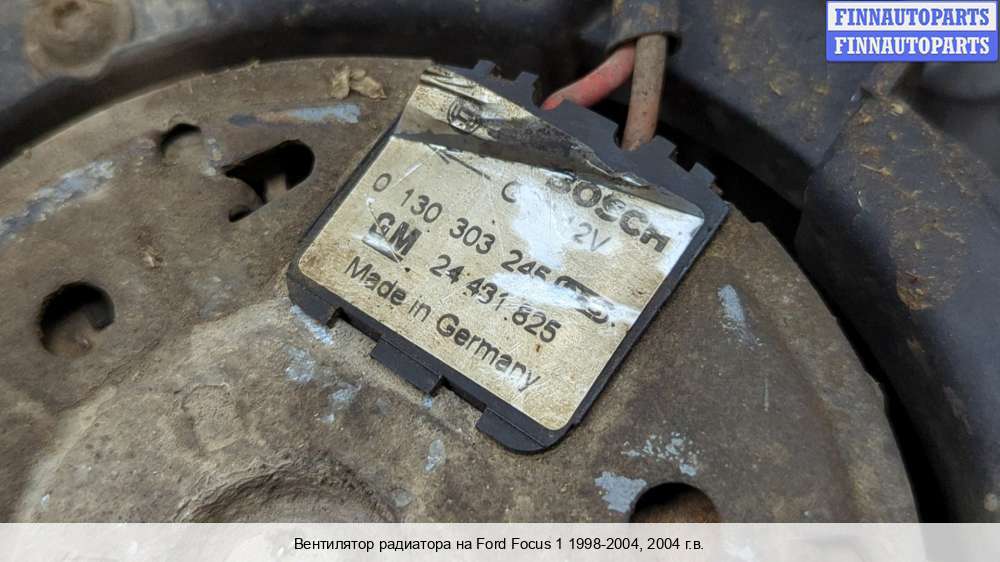 FINNAUTOPARTS
FINNAUTOPARTS
BOSCH
C 12V
0 130 303 245
GM 24.431.825
Made in Germany
Вентилятор радиатора на Ford Focus 1 1998-2004, 2004 г.в.